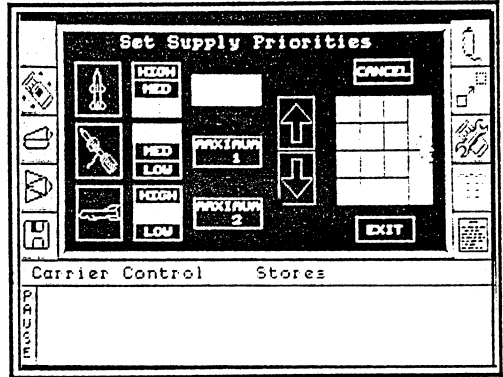 Set Supply Priorities
HIGH
MED
CANCEL
MED
LOW
MAXIMUM
1
HIGH
LOW
MAXIMUM
2
EXIT
Carrier Control Stores
PAUSE